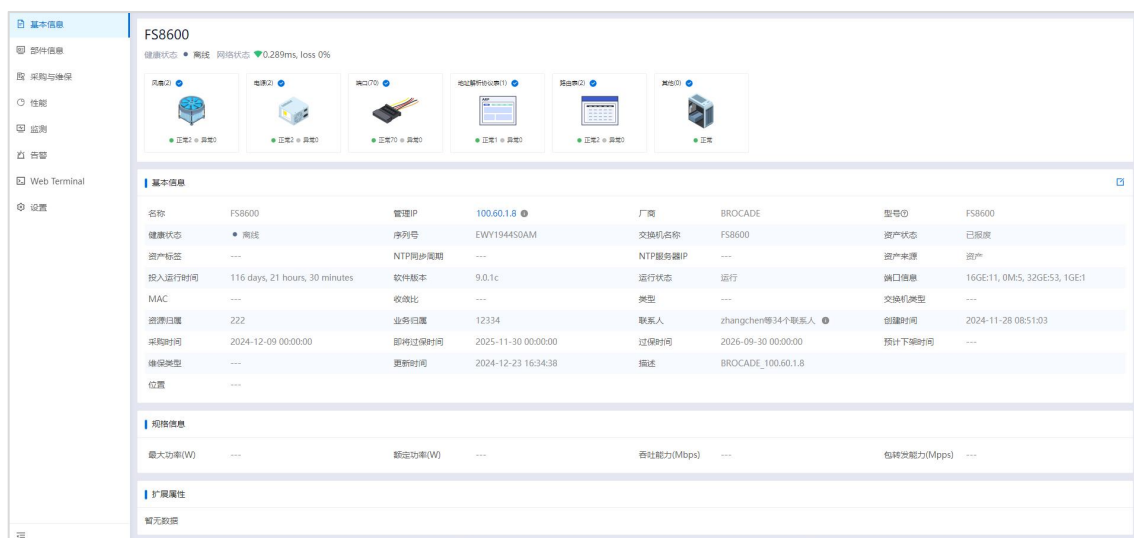 基本信息
部件信息
采购与维保
性能
监测
告警
Web Terminal
设置
FS8600
健康状态 ● 离线 网络状态 0.289ms, loss 0%
风扇(2) 电源(2) 端口(70) 地址解析协议表(1) 路由表(2) 其他(0)
ARP
正常2 异常0 正常2 异常0 正常70 异常0 正常1 异常0 正常2 异常0 正常
基本信息
名称 FS8600 管理IP 100.60.1.8 厂商 BROCADE 型号 FS8600
健康状态 ● 离线 序列号 EWY1944S0AM 交换机名称 FS8600 资产状态 已报废
资产标签 --- NTP同步周期 --- NTP服务器IP --- 资产来源 资产
投入运行时间 116 days, 21 hours, 30 minutes 软件版本 9.0.1c 运行状态 运行 端口信息 16GE:11, 0M:5, 32GE:53, 1GE:1
MAC --- 收敛比 --- 类型 --- 交换机类型 ---
资源归属 222 业务归属 12334 联系人 zhangchen等34个联系人 创建时间 2024-11-28 08:51:03
采购时间 2024-12-09 00:00:00 即将过保时间 2025-11-30 00:00:00 过保时间 2026-09-30 00:00:00 预计下架时间 ---
维保类型 --- 更新时间 2024-12-23 16:34:38 描述 BROCADE_100.60.1.8
位置 ---
规格信息
最大功率(W) --- 额定功率(W) --- 吞吐能力(Mbps) --- 包转发能力(Mpps) ---
扩展属性
暂无数据